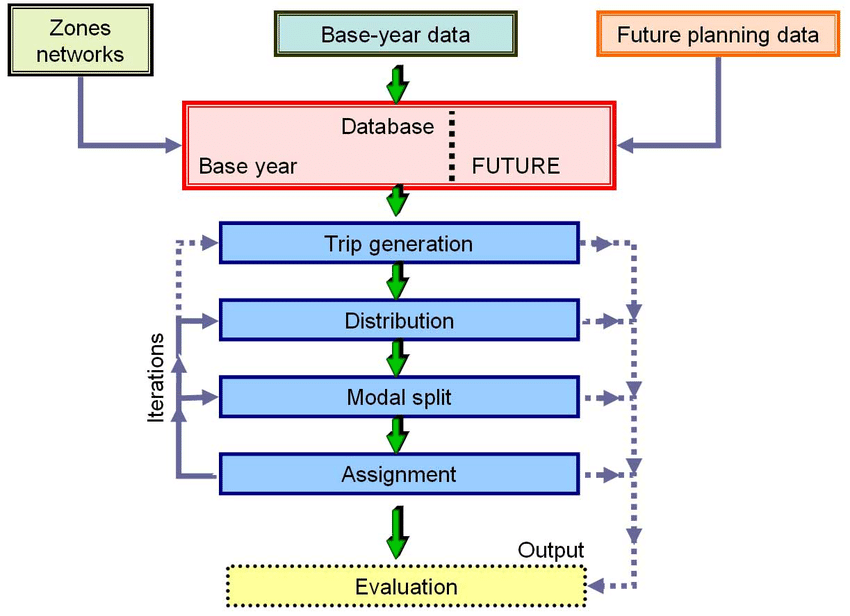 Zones
networks
Base-year data
Future planning data
Database
Base year
FUTURE
Trip generation
Distribution
Iterations
Modal split
Assignment
Output
Evaluation